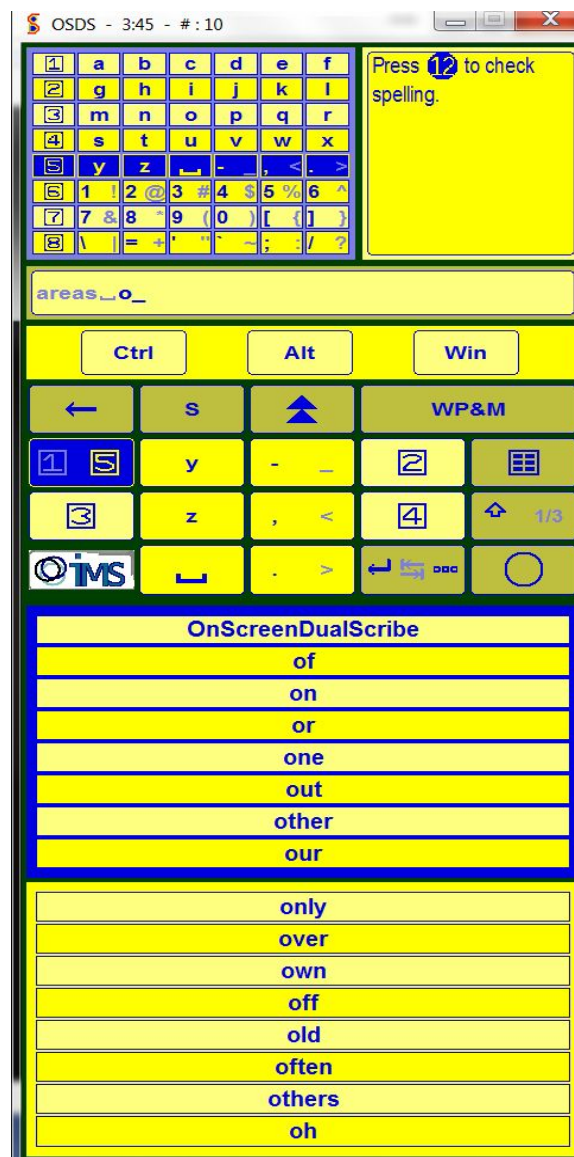 OSDS - 3:45 - # : 10
1 a b c d e f
2 g h i j k l
3 m n o p q r
4 s t u v w x
5 y z ⎵ - _ , < . >
6 1 ! 2 @ 3 # 4 $ 5 % 6 ^
7 7 & 8 * 9 ( 0 ) [ { ] }
8 \ | = + ' " ` ~ ; : / ?
Press 12 to check
spelling.
areas⎵o_
Ctrl Alt Win
← S WP&M
1 5 y - _ 2
3 z , < 4 1/3
OiMS ⎵ . >
OnScreenDualScribe
of
on
or
one
out
other
our
only
over
own
off
old
often
others
oh